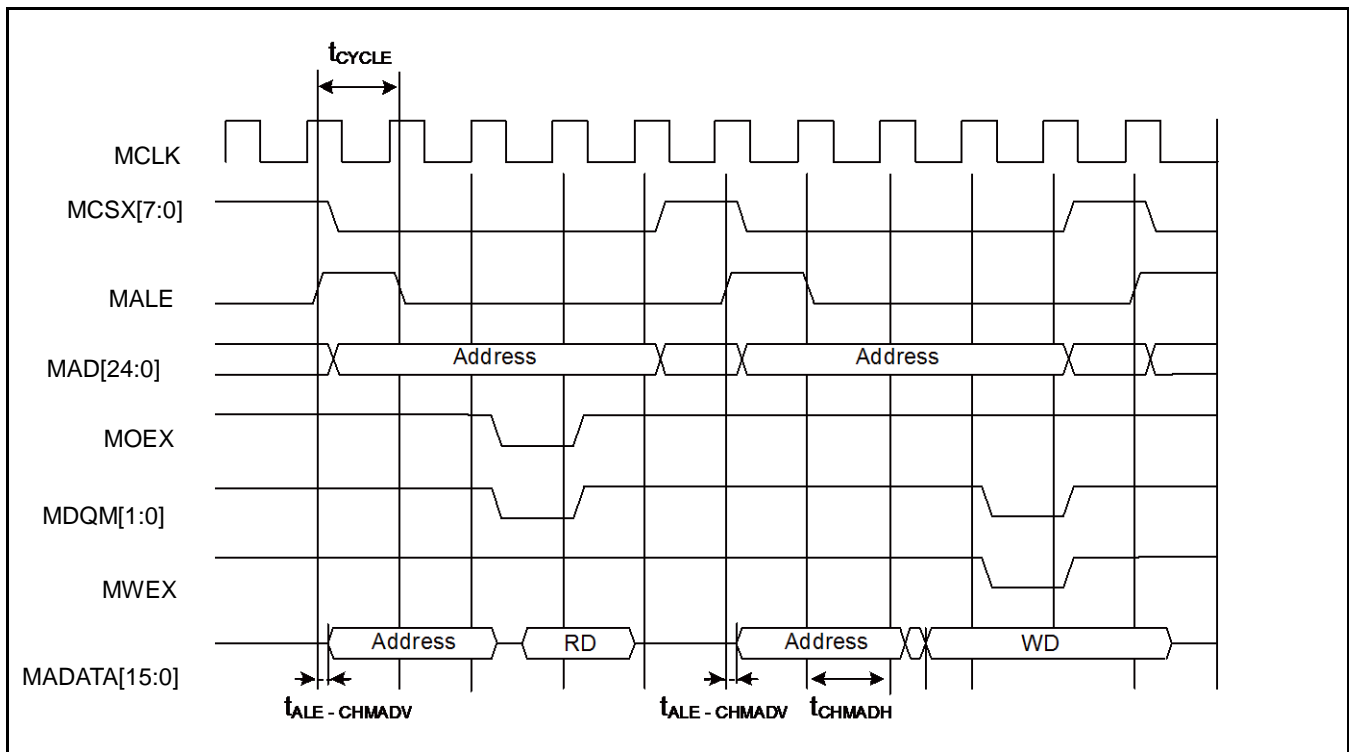 tCYCLE
MCLK
MCSX[7:0]
MALE
MAD[24:0]
Address
Address
MOEX
MDQM[1:0]
MWEX
MADATA[15:0]
Address
RD
Address
WD
tALE - CHMADV
tALE - CHMADV
tCHMADH